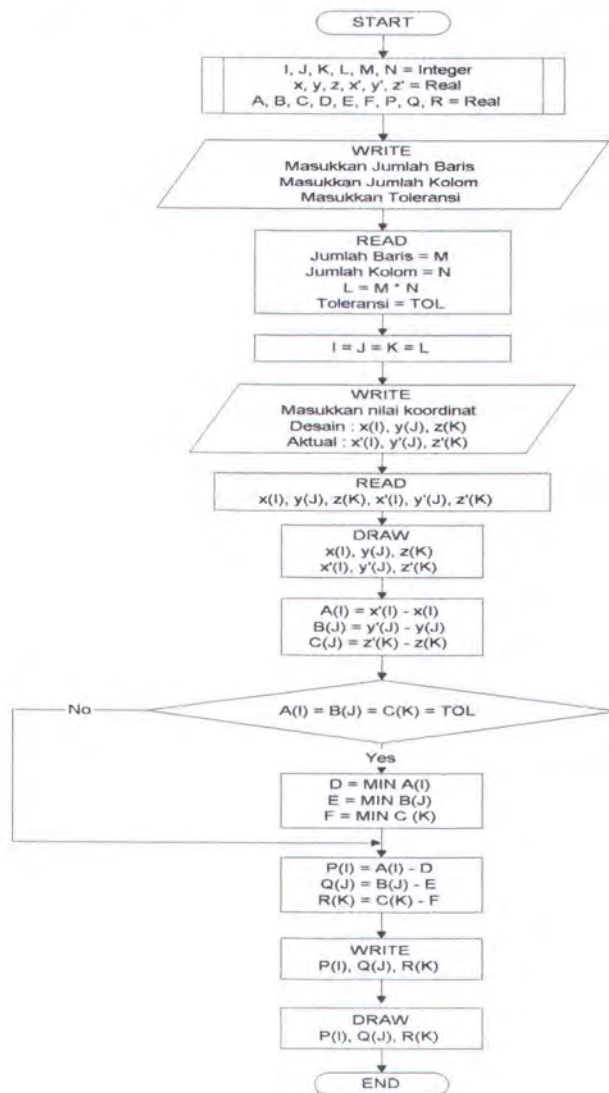 START
I, J, K, L, M, N = Integer
x, y, z, x', y', z' = Real
A, B, C, D, E, F, P, Q, R = Real
WRITE
Masukkan Jumlah Baris
Masukkan Jumlah Kolom
Masukkan Toleransi
READ
Jumlah Baris = M
Jumlah Kolom = N
L = M * N
Toleransi = TOL
I = J = K = L
WRITE
Masukkan nilai koordinat
Desain : x(I), y(J), z(K)
Aktual : x'(I), y'(J), z'(K)
READ
x(I), y(J), z(K), x'(I), y'(J), z'(K)
DRAW
x(I), y(J), z(K)
x'(I), y'(J), z'(K)
A(I) = x'(I) - x(I)
B(J) = y'(J) - y(J)
C(J) = z'(K) - z(K)
No
A(I) = B(J) = C(K) = TOL
Yes
D = MIN A(I)
E = MIN B(J)
F = MIN C (K)
P(I) = A(I) - D
Q(J) = B(J) - E
R(K) = C(K) - F
WRITE
P(I), Q(J), R(K)
DRAW
P(I), Q(J), R(K)
END